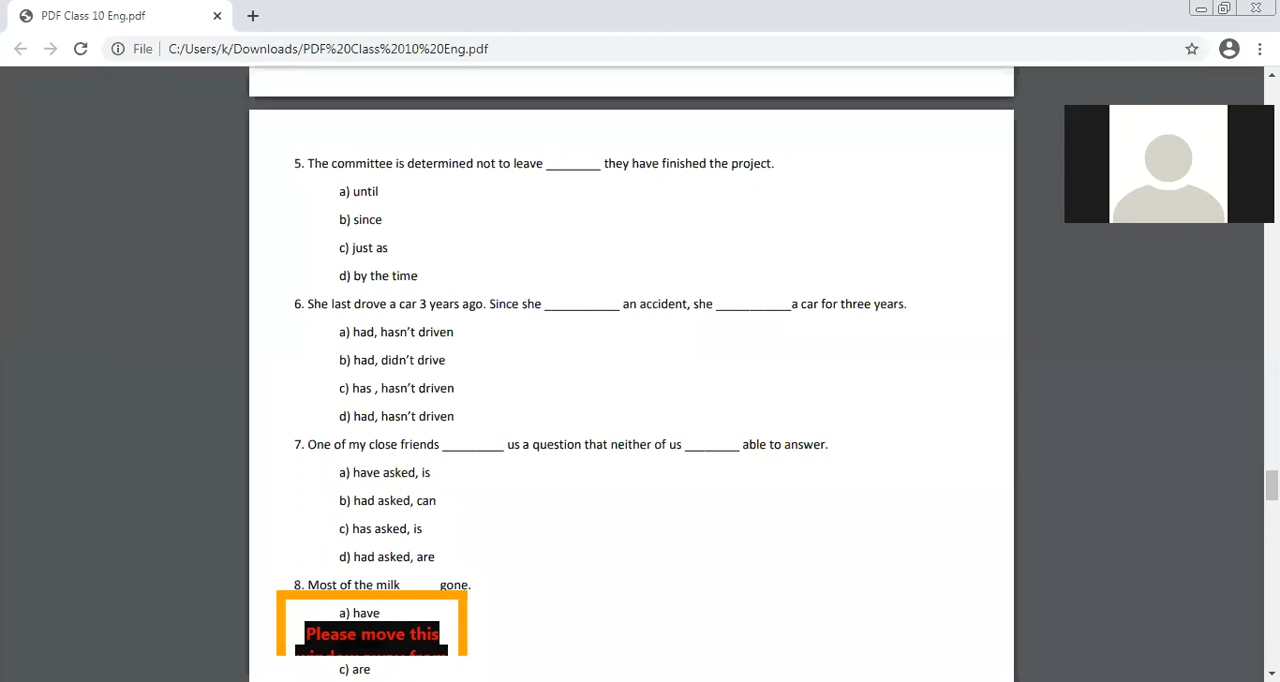 PDF Class 10 Eng.pdf
File
C:/Users/k/Downloads/PDF%20Class%2010%20Eng.pdf
5. The committee is determined not to leave ________ they have finished the project.
a) until
b) since
c) just as
d) by the time
6. She last drove a car 3 years ago. Since she ___________ an accident, she ___________a car for three years.
a) had, hasn't driven
b) had, didn't drive
c) has , hasn't driven
d) had, hasn't driven
7. One of my close friends _________ us a question that neither of us ________ able to answer.
a) have asked, is
b) had asked, can
c) has asked, is
d) had asked, are
8. Most of the milk _____ gone.
a) have
Please move this
window away from
c) are